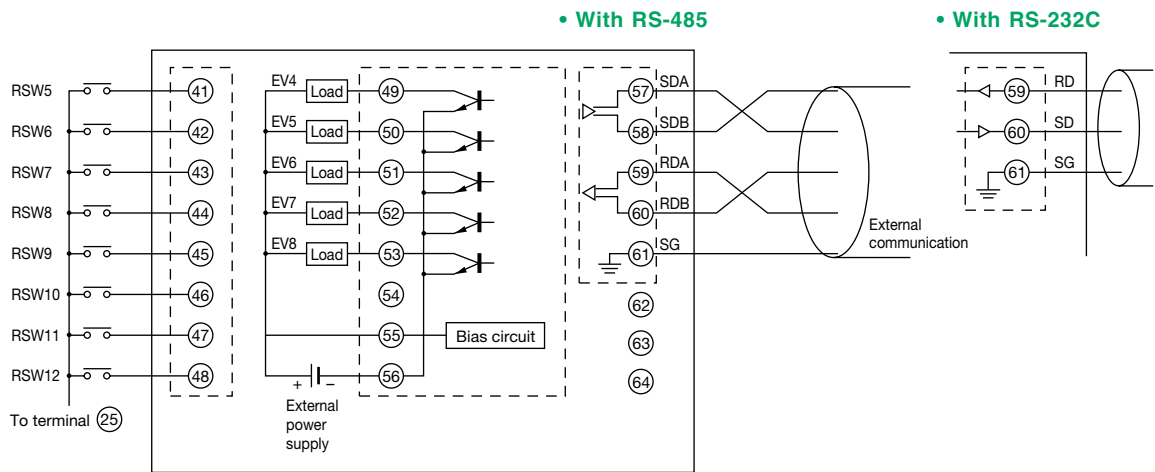 • With RS-485
• With RS-232C
RSW5 41 EV4 Load 49 57 SDA 59 RD
RSW6 42 EV5 Load 50 58 SDB 60 SD
RSW7 43 EV6 Load 51 59 RDA 61 SG
RSW8 44 EV7 Load 52 60 RDB
External
communication
RSW9 45 EV8 Load 53 61 SG
RSW10 46 54 62
RSW11 47 55 Bias circuit 63
RSW12 48 + − 56 64
To terminal 25
External
power
supply